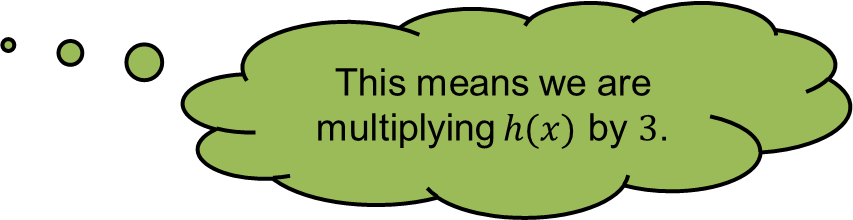 This means we are
multiplying ℎ(𝑥) by 3.